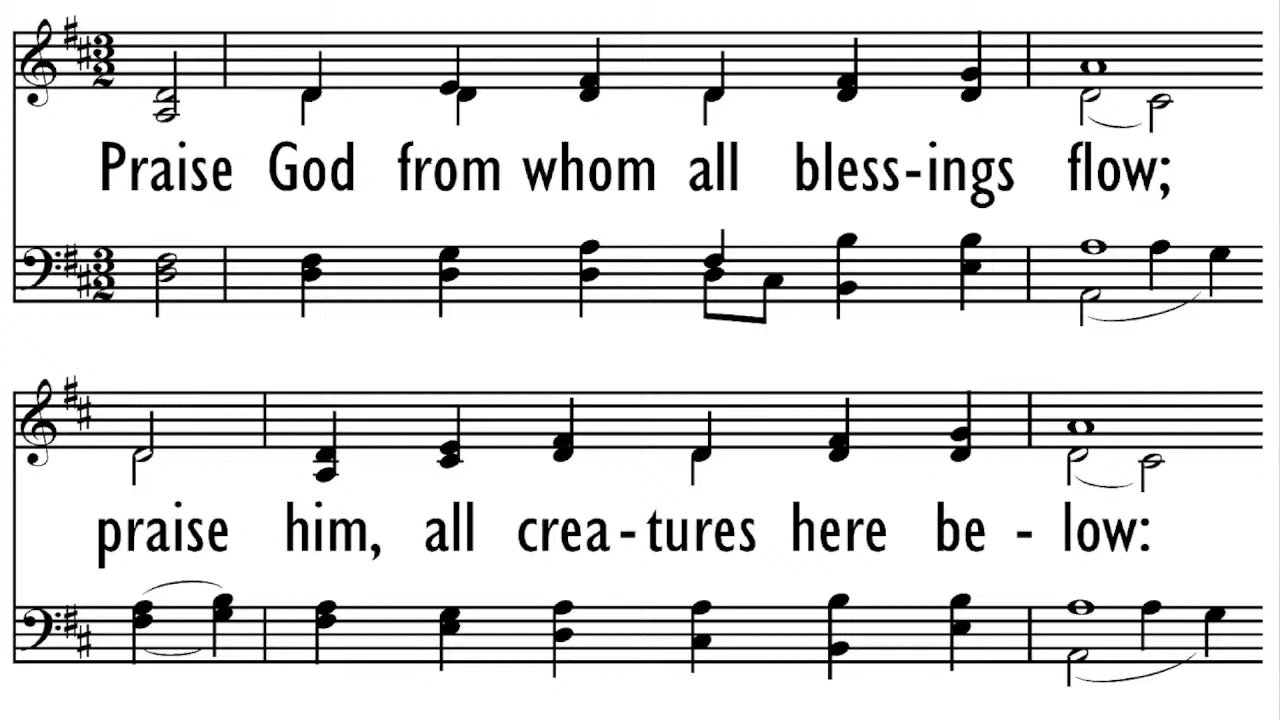 Praise God from whom all bless-ings flow;
praise him, all crea-tures here be - low: